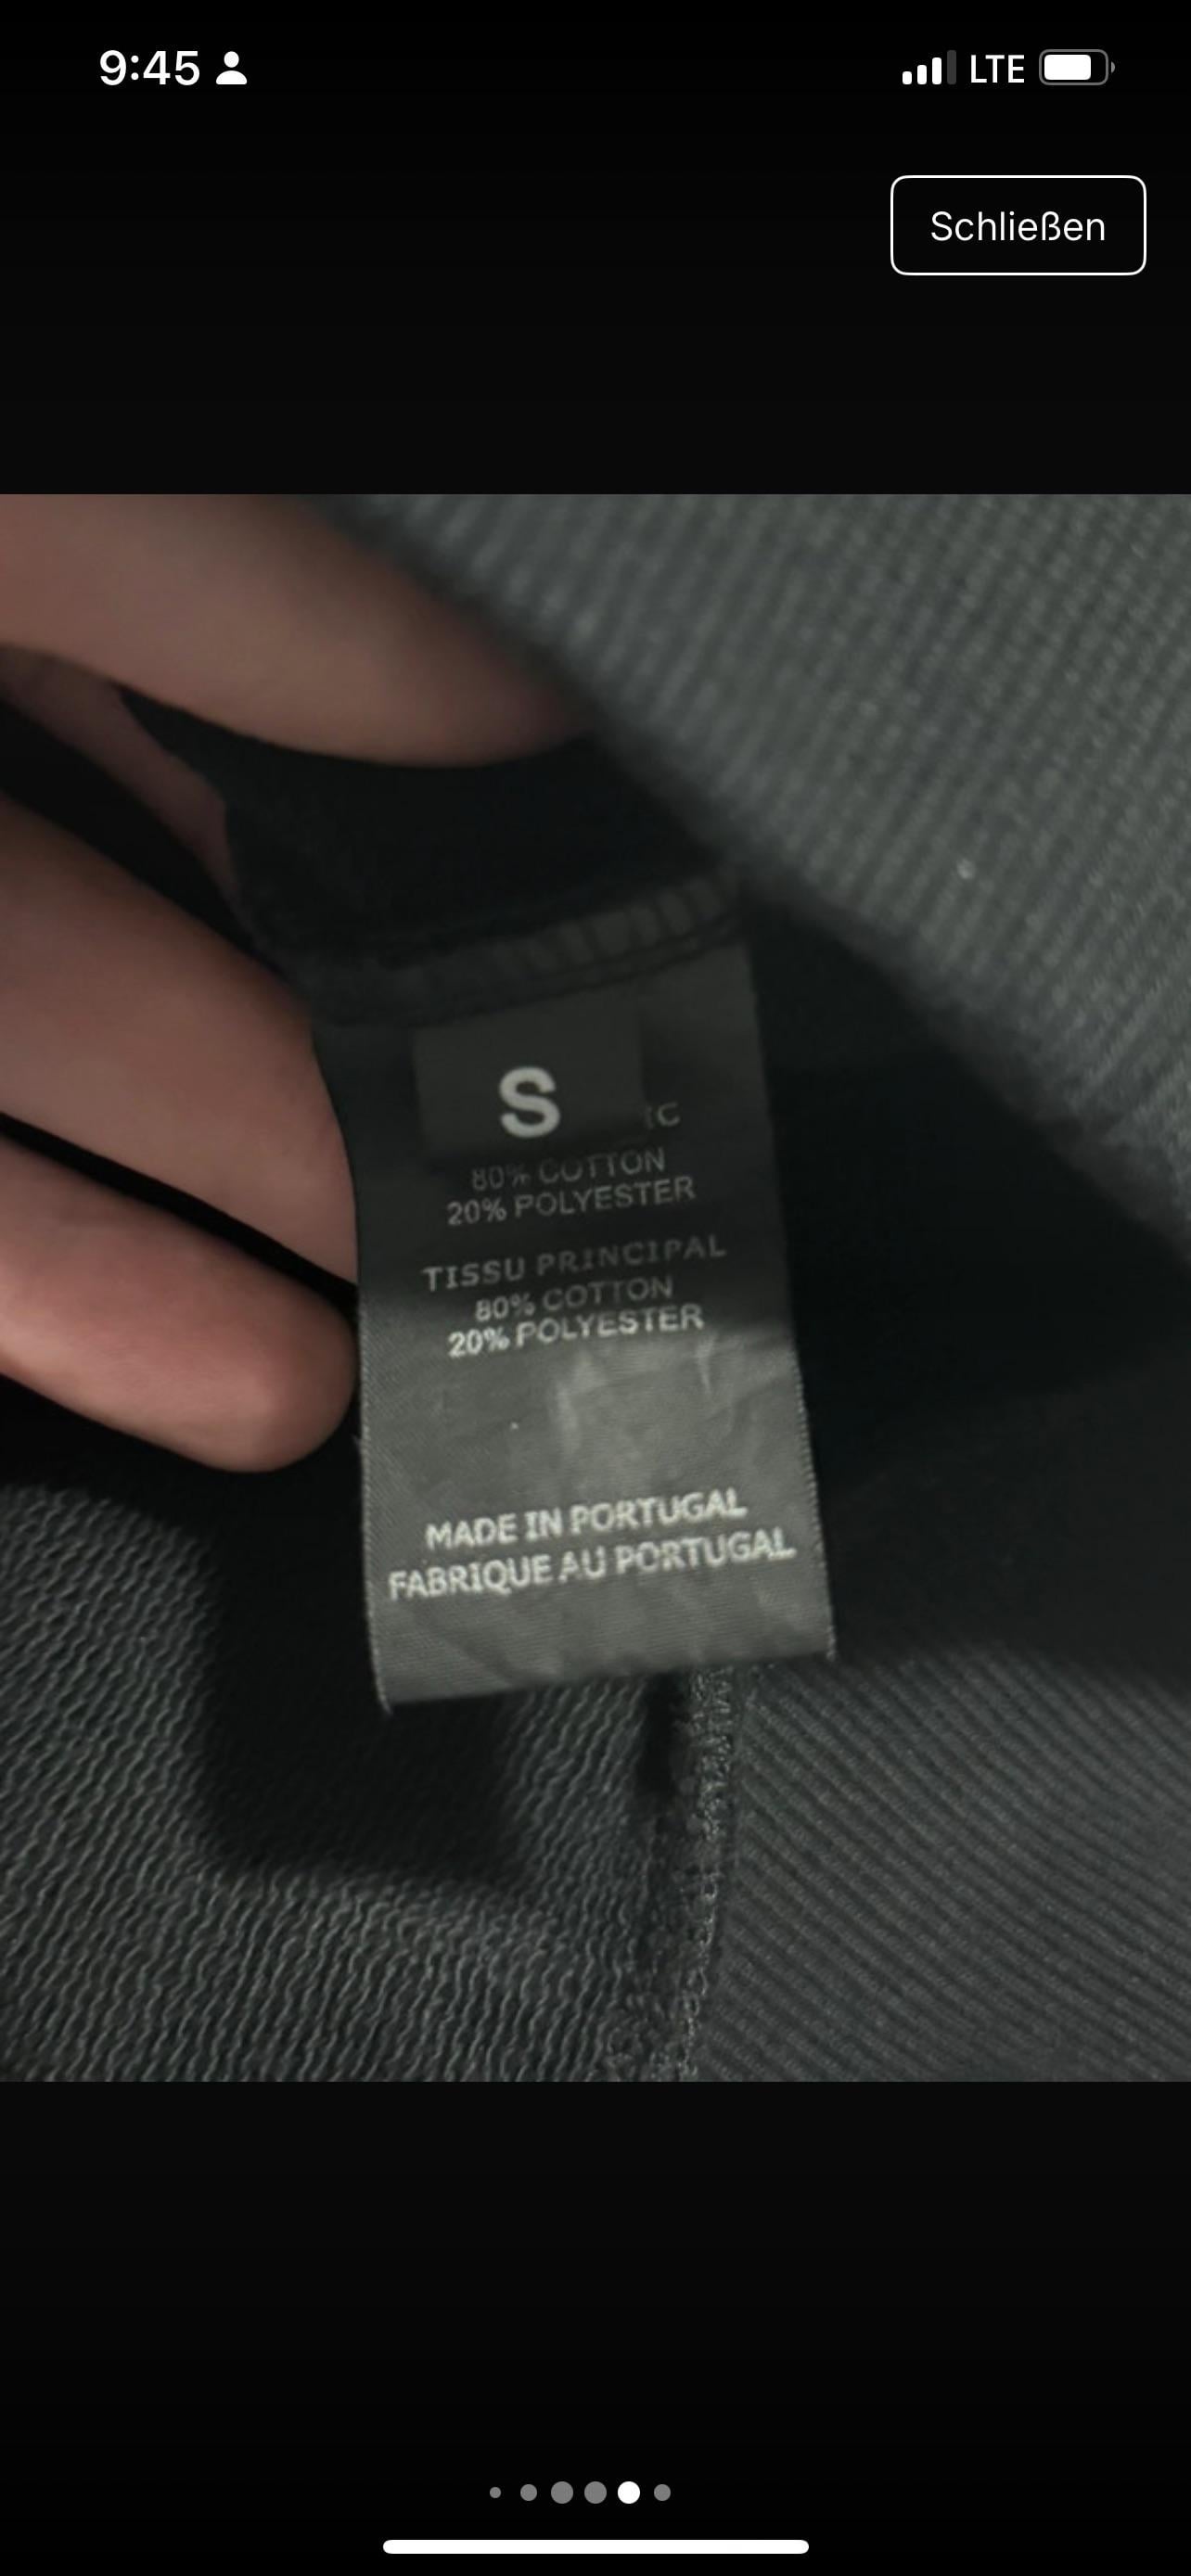 9:45
LTE
Schließen
S
80% COTTON
20% POLYESTER
TISSU PRINCIPAL
80% COTTON
20% POLYESTER
MADE IN PORTUGAL
FABRIQUE AU PORTUGAL